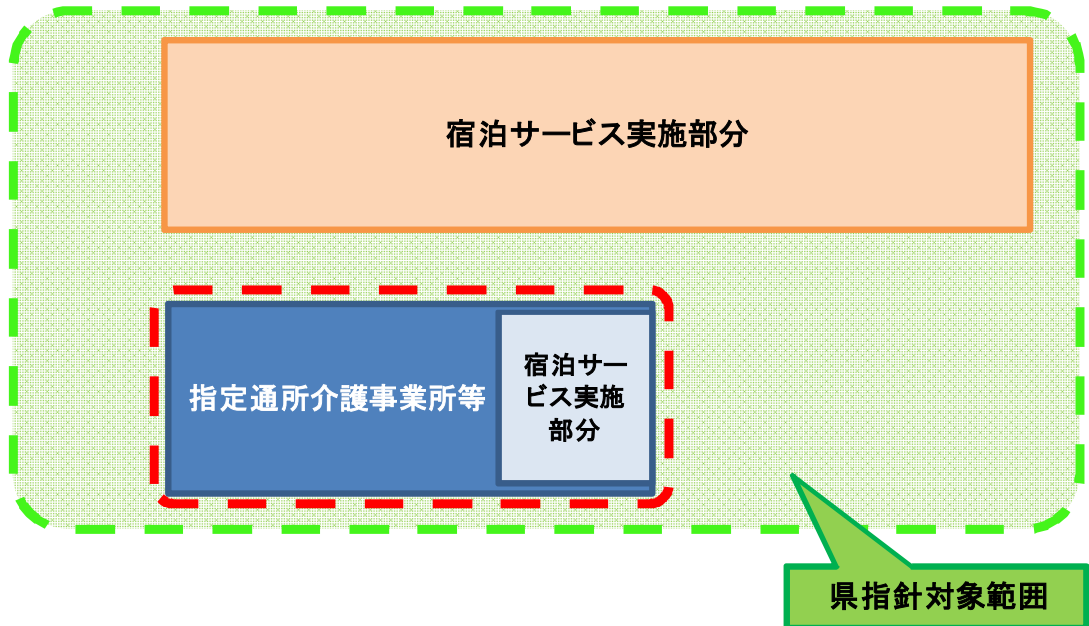 宿泊サービス実施部分
指定通所介護事業所等
宿泊サー
ビス実施
部分
県指針対象範囲